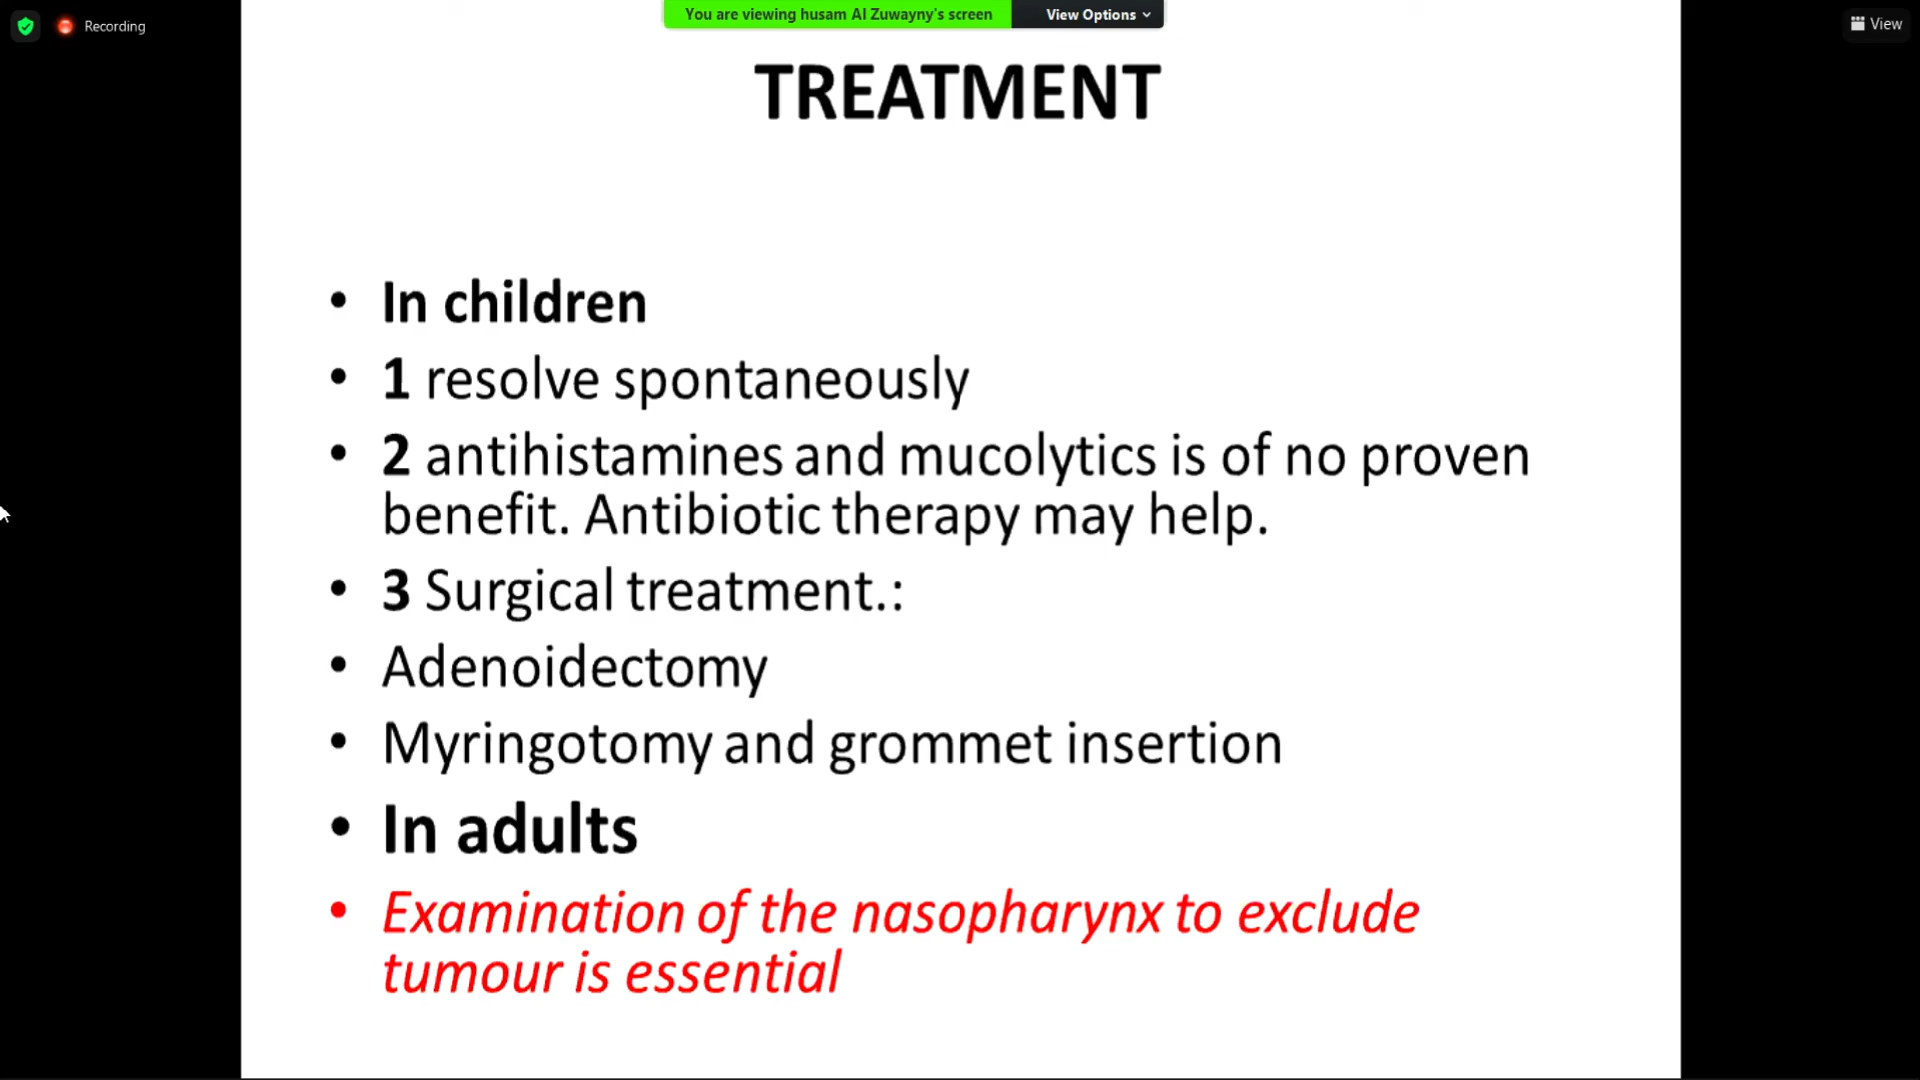 Recording
You are viewing husam Al Zuwayny's screen
View Options
View
TREATMENT
• In children
• 1 resolve spontaneously
• 2 antihistamines and mucolytics is of no proven
benefit. Antibiotic therapy may help.
• 3 Surgical treatment.:
• Adenoidectomy
• Myringotomy and grommet insertion
• In adults
• Examination of the nasopharynx to exclude
tumour is essential